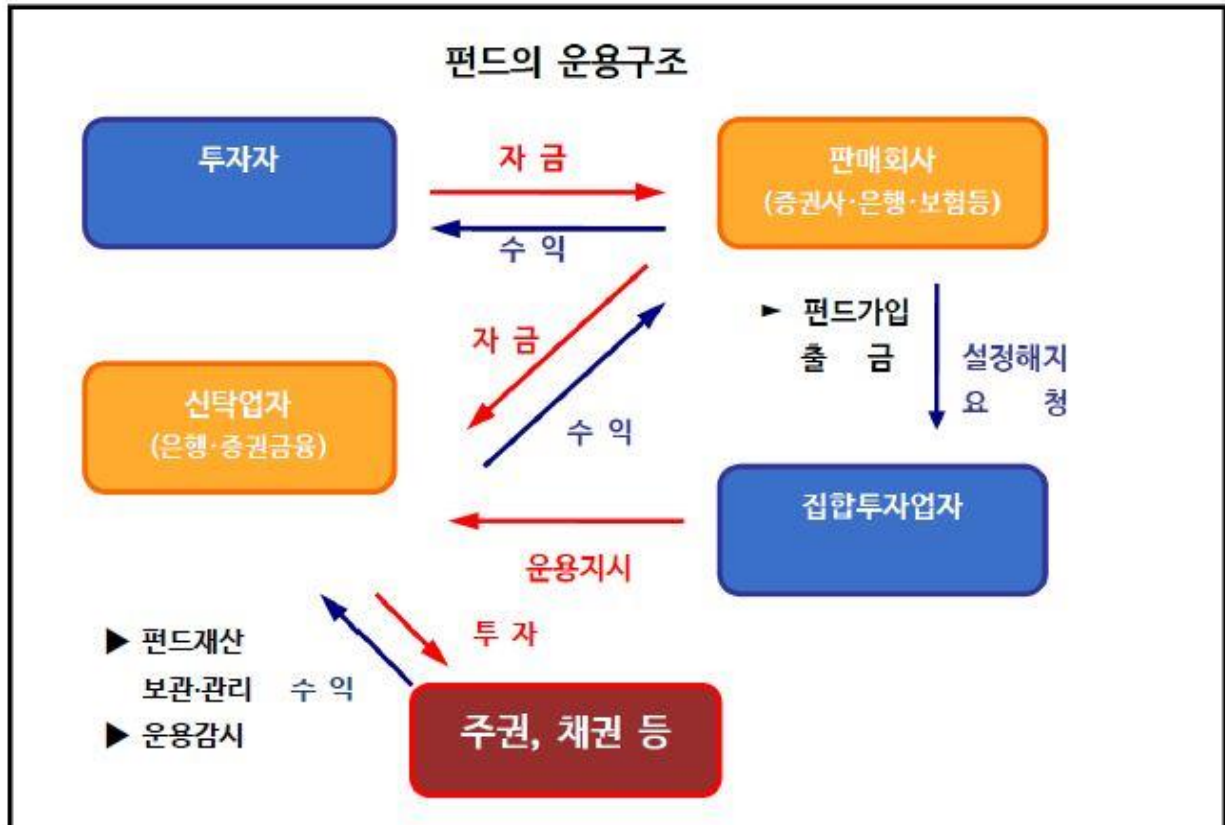 펀드의 운용구조
투자자
자 금
수 익
판매회사
(증권사·은행·보험등)
자 금
수 익
► 펀드가입
출 금
설정해지
요 청
신탁업자
(은행·증권금융)
집합투자업자
운용지시
▶ 펀드재산
보관·관리
▶ 운용감시
수 익
투 자
주권, 채권 등